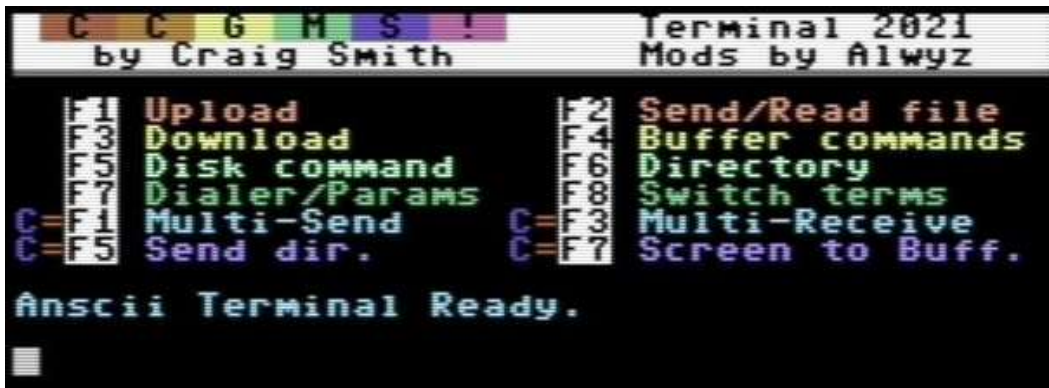 C C G M S ! Terminal 2021
by Craig Smith Mods by Alwyz
F1 Upload F2 Send/Read file
F3 Download F4 Buffer commands
F5 Disk command F6 Directory
F7 Dialer/Params F8 Switch terms
C=F1 Multi-Send C=F3 Multi-Receive
C=F5 Send dir. C=F7 Screen to Buff.
Anscii Terminal Ready.